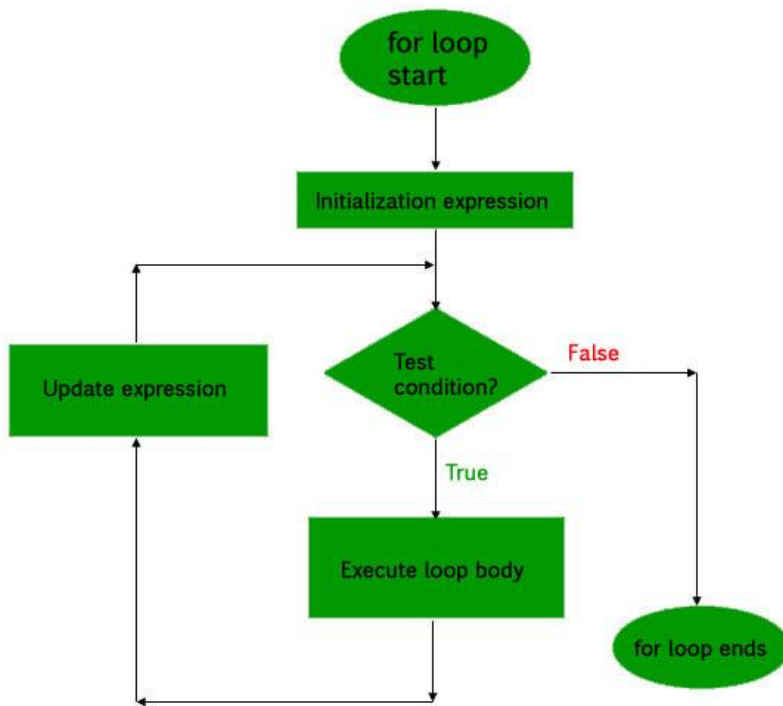 for loop
start
Initialization expression
Test
condition?
False
Update expression
True
Execute loop body
for loop ends